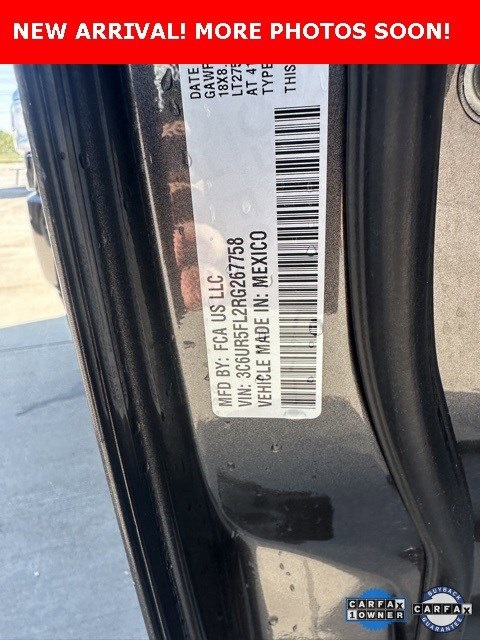 NEW ARRIVAL! MORE PHOTOS SOON!
MFD BY: FCA US LLC
VIN: 3C6UR5FL2RG267758
VEHICLE MADE IN: MEXICO
DATE
GAWR
18X8.
LT275
AT 41
TYPE
THIS
CARFAX
1 OWNER
BUYBACK
CARFAX
GUARANTEE